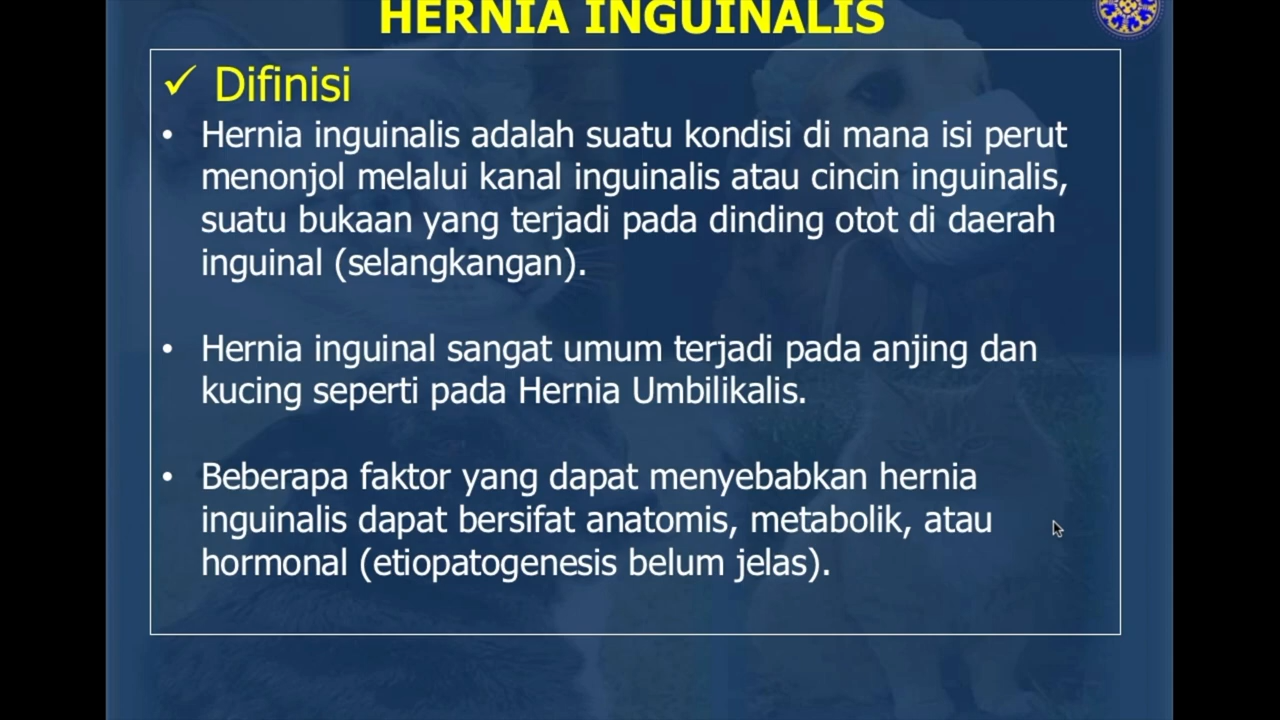 HERNIA INGUINALIS
✓ Difinisi
• Hernia inguinalis adalah suatu kondisi di mana isi perut
menonjol melalui kanal inguinalis atau cincin inguinalis,
suatu bukaan yang terjadi pada dinding otot di daerah
inguinal (selangkangan).
• Hernia inguinal sangat umum terjadi pada anjing dan
kucing seperti pada Hernia Umbilikalis.
• Beberapa faktor yang dapat menyebabkan hernia
inguinalis dapat bersifat anatomis, metabolik, atau
hormonal (etiopatogenesis belum jelas).